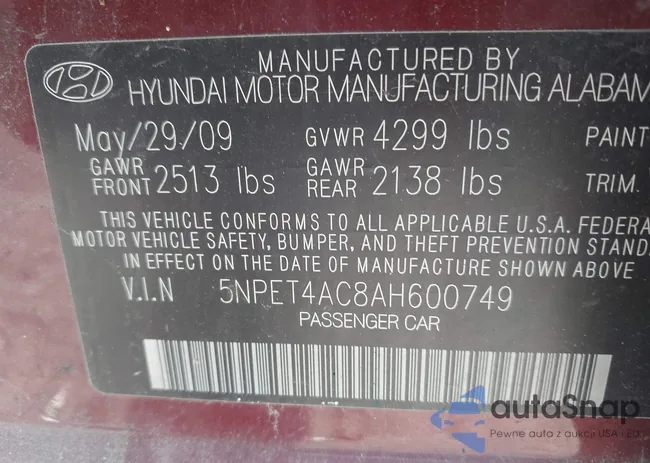 MANUFACTURED BY
HYUNDAI MOTOR MANUFACTURING ALABAM
May/29/09 GVWR 4299 lbs PAINT
GAWR FRONT 2513 lbs GAWR REAR 2138 lbs TRIM.
THIS VEHICLE CONFORMS TO ALL APPLICABLE U.S.A. FEDERA
MOTOR VEHICLE SAFETY, BUMPER, AND THEFT PREVENTION STAND
IN EFFECT ON THE DATE OF MANUFACTURE SHOWN ABOVE
V.I.N 5NPET4AC8AH600749
PASSENGER CAR
autoSnap
Pewne auto z aukcji USA i EU